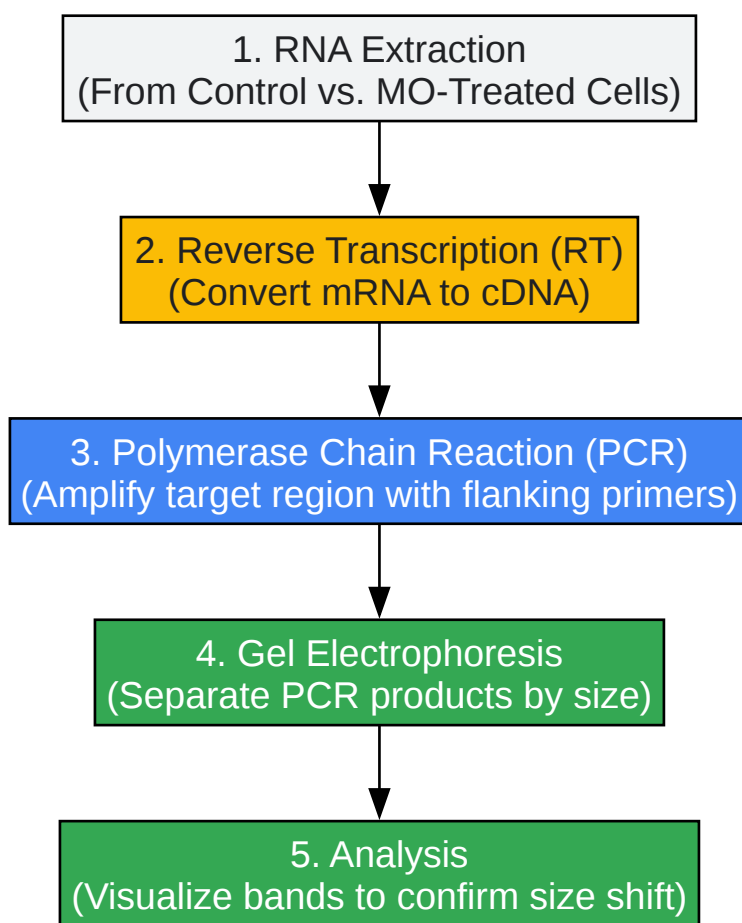 1. RNA Extraction
(From Control vs. MO-Treated Cells)
2. Reverse Transcription (RT)
(Convert mRNA to cDNA)
3. Polymerase Chain Reaction (PCR)
(Amplify target region with flanking primers)
4. Gel Electrophoresis
(Separate PCR products by size)
5. Analysis
(Visualize bands to confirm size shift)